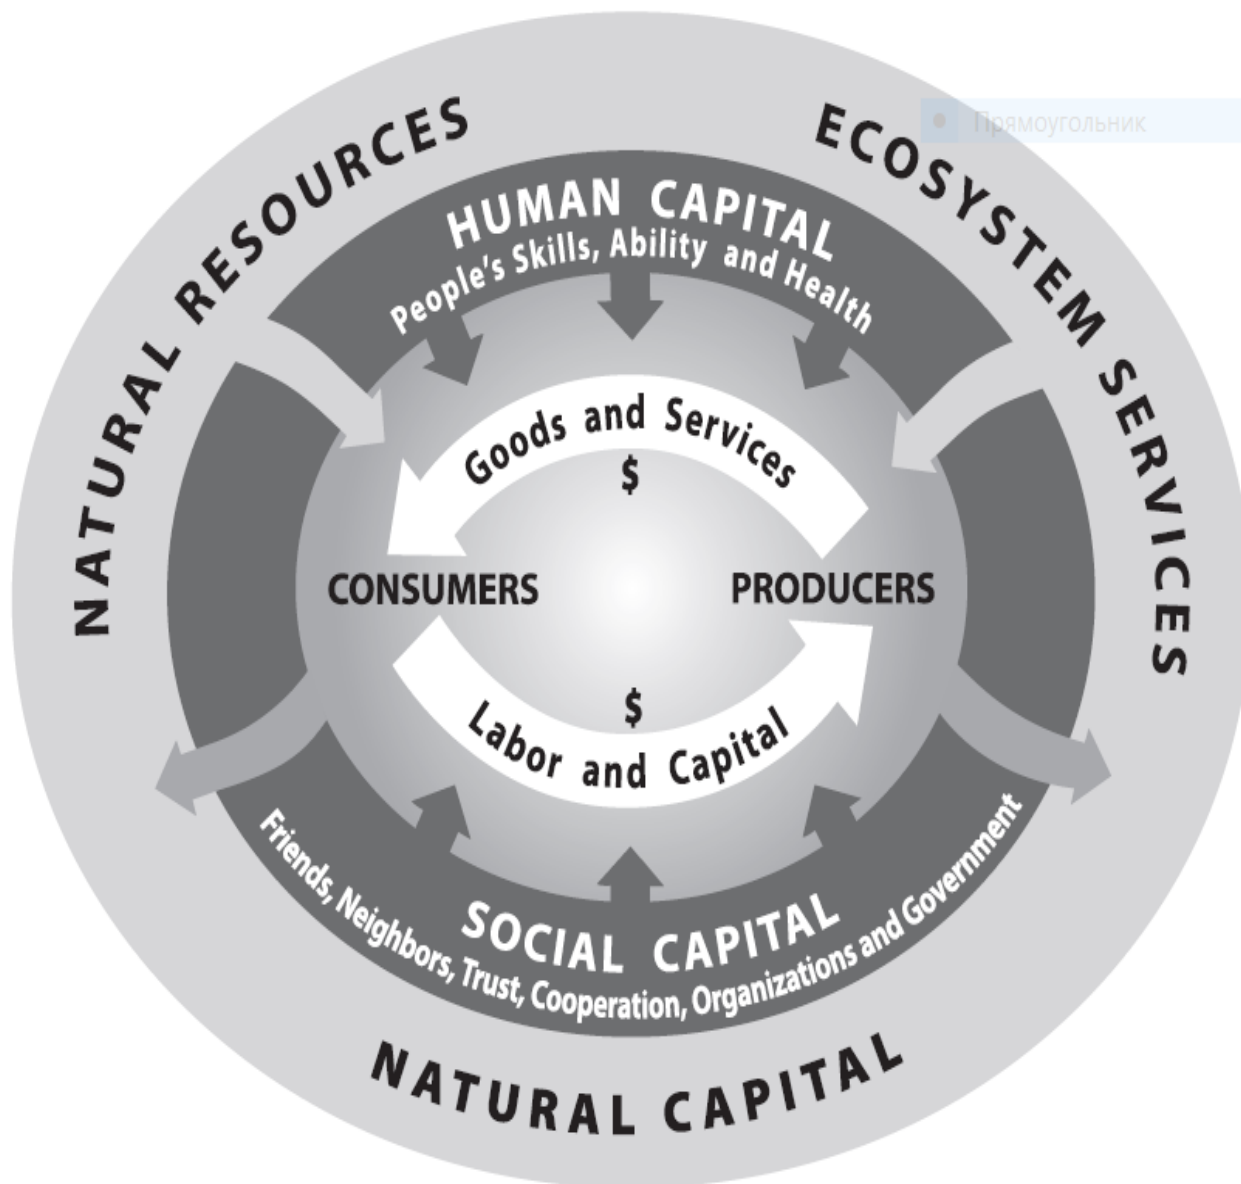 NATURAL RESOURCES
ECOSYSTEM SERVICES
• Прямоугольник
HUMAN CAPITAL
People's Skills, Ability and Health
Goods and Services
$
CONSUMERS
PRODUCERS
$
Labor and Capital
SOCIAL CAPITAL
Friends, Neighbors, Trust, Cooperation, Organizations and Government
NATURAL CAPITAL